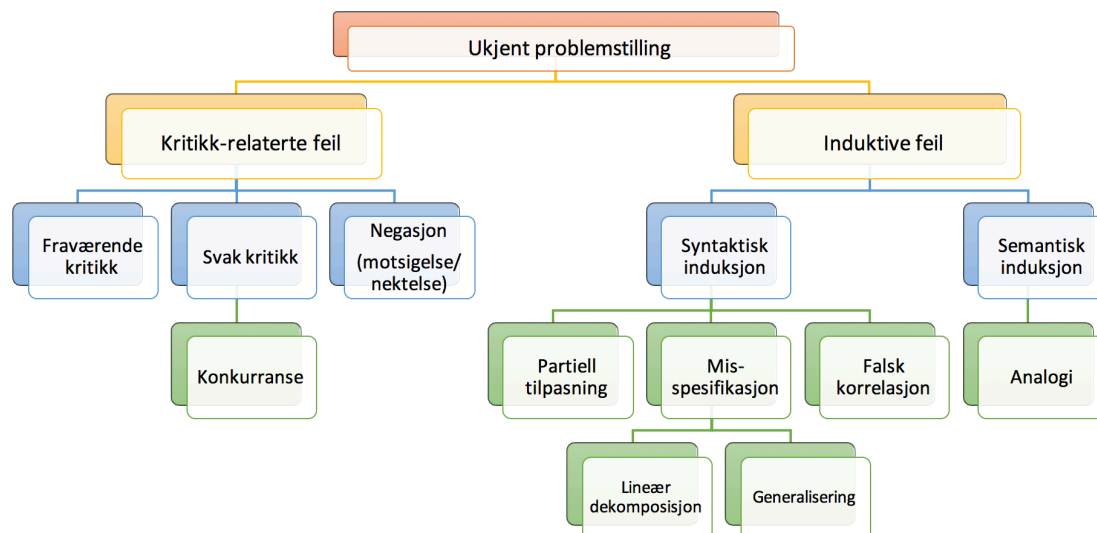 Ukjent problemstilling
Kritikk-relaterte feil
Induktive feil
Fraværende
kritikk
Svak kritikk
Negasjon
(motsigelse/
nektelse)
Syntaktisk
induksjon
Semantisk
induksjon
Konkurranse
Partiell
tilpasning
Mis-
spesifikasjon
Falsk
korrelasjon
Analogi
Lineær
dekomposisjon
Generalisering